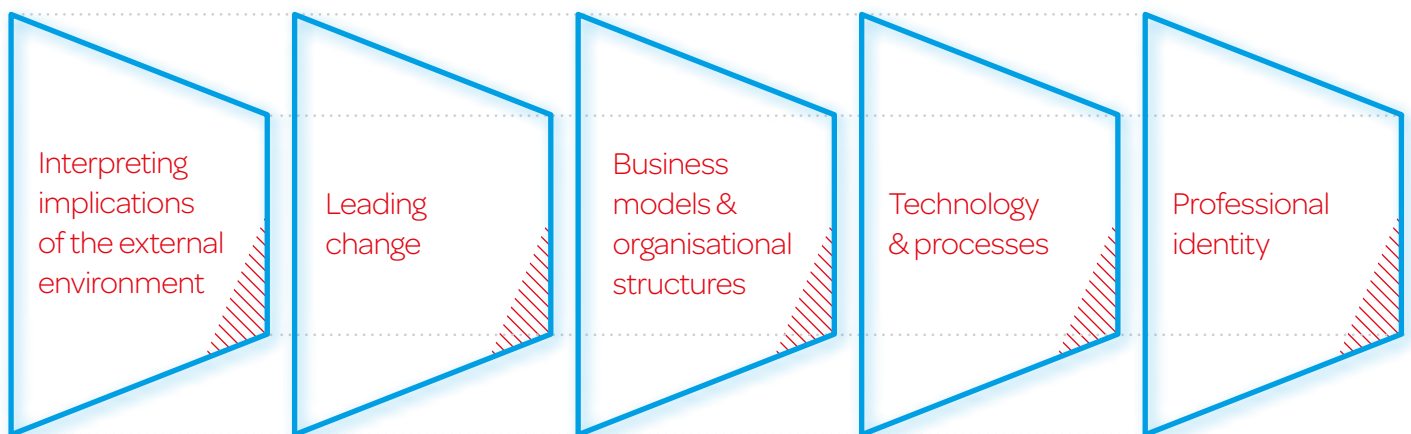 Interpreting
implications
of the external
environment
Leading
change
Business
models &
organisational
structures
Technology
& processes
Professional
identity